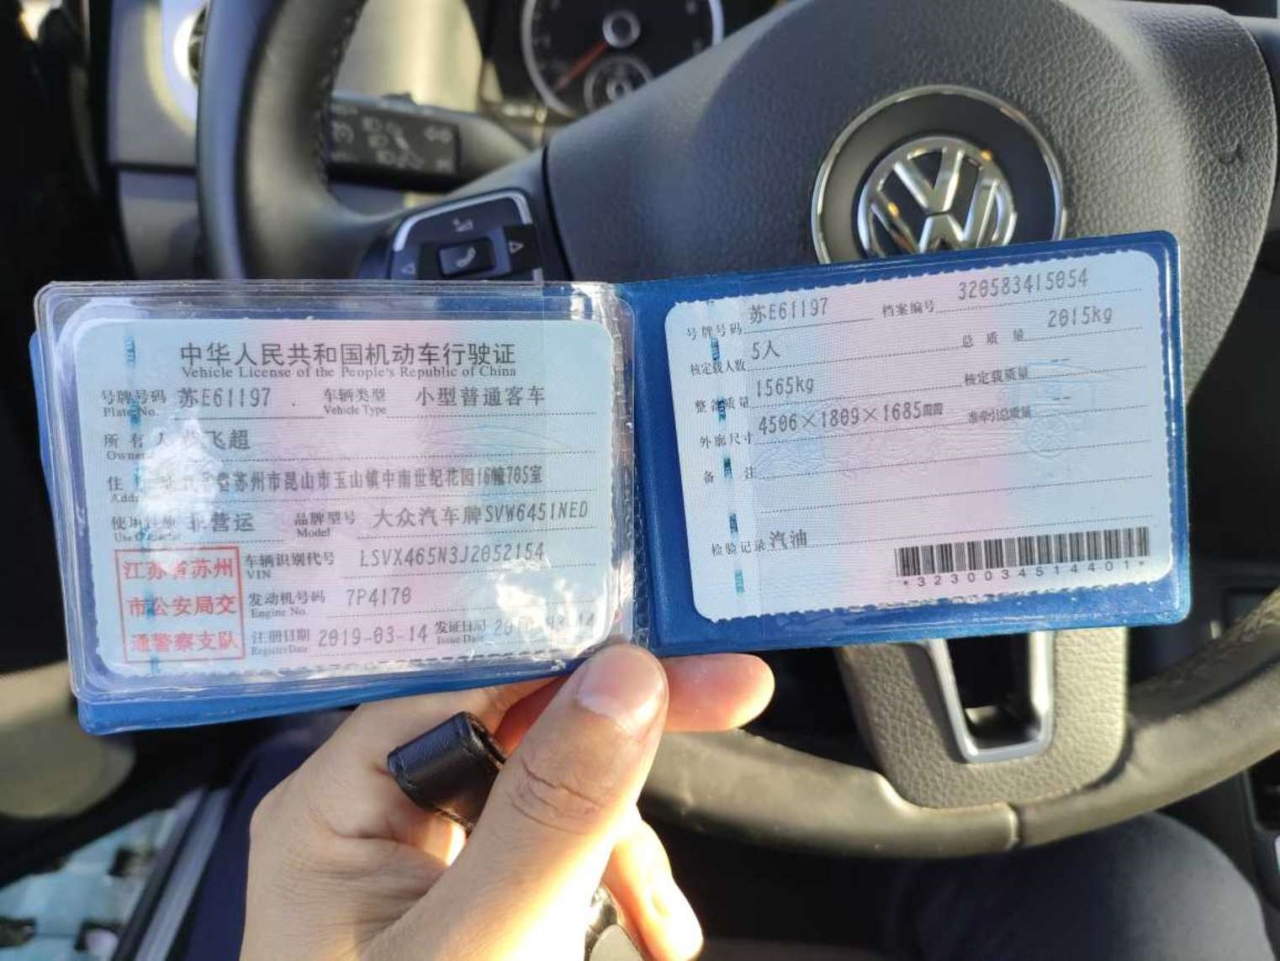 中华人民共和国机动车行驶证
Vehicle License of the People's Republic of China
号牌号码 苏E61197 车辆类型 小型普通客车
Plate No. Vehicle Type
所有人 飞超
Owner
住 苏州市昆山市玉山镇中南世纪花园16幢705室
使用性质 非营运 品牌型号 大众汽车牌SVW6451NED
Use Character Model
江苏省苏州
市公安局交
通警察支队
车辆识别代号 LSVX465N3J2052154
VIN
发动机号码 7P4170
Engine No.
注册日期 2019-03-14 发证日期
Register Date Issue Date
号牌号码 苏E61197 档案编号 320583415054
核定载人数 5人 总质量 2015kg
整备质量 1565kg 核定载质量 --
外廓尺寸 4506×1809×1685 准牵引总质量 --
备注
检验记录 汽油
*3230034514401*